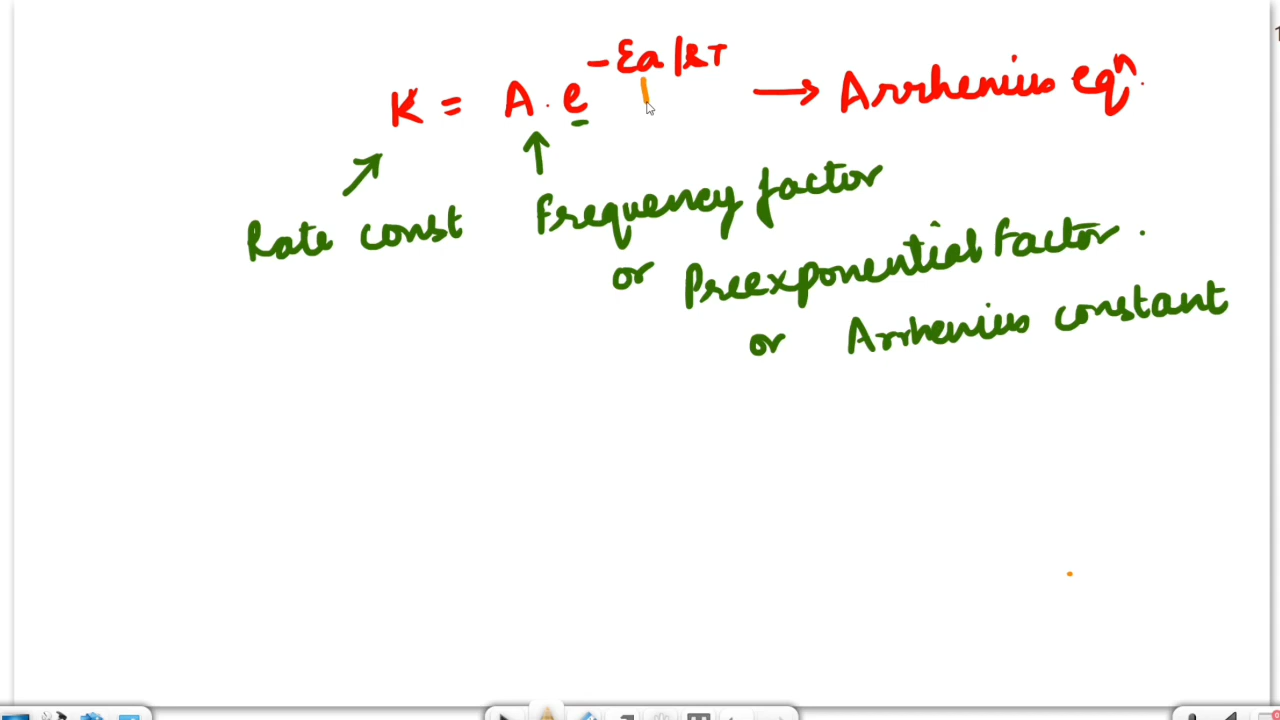 K = A . e^-Ea/RT → Arrhenius eqn.
Rate const Frequency factor
or Preexponential factor.
or Arrhenius constant